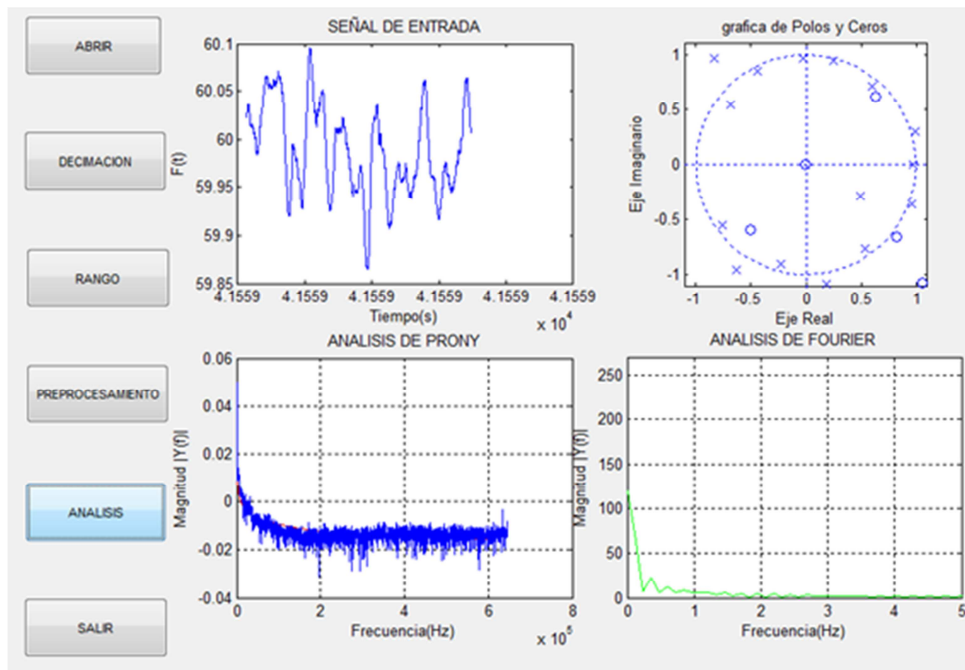 ABRIR
DECIMACION
RANGO
PREPROCESAMIENTO
ANALISIS
SALIR
SEÑAL DE ENTRADA
F(t)
60.1
60.05
60
59.95
59.9
59.85
4.1559 4.1559 4.1559 4.1559 4.1559 4.1559
Tiempo(s)
x 10^4
grafica de Polos y Ceros
Eje Imaginario
1
0.5
0
-0.5
-1
-1 -0.5 0 0.5 1
Eje Real
ANALISIS DE PRONY
Magnitud |Y(f)|
0.06
0.04
0.02
0
-0.02
-0.04
0 2 4 6 8
Frecuencia(Hz)
x 10^5
ANALISIS DE FOURIER
Magnitud |Y(f)|
250
200
150
100
50
0
0 1 2 3 4 5
Frecuencia(Hz)